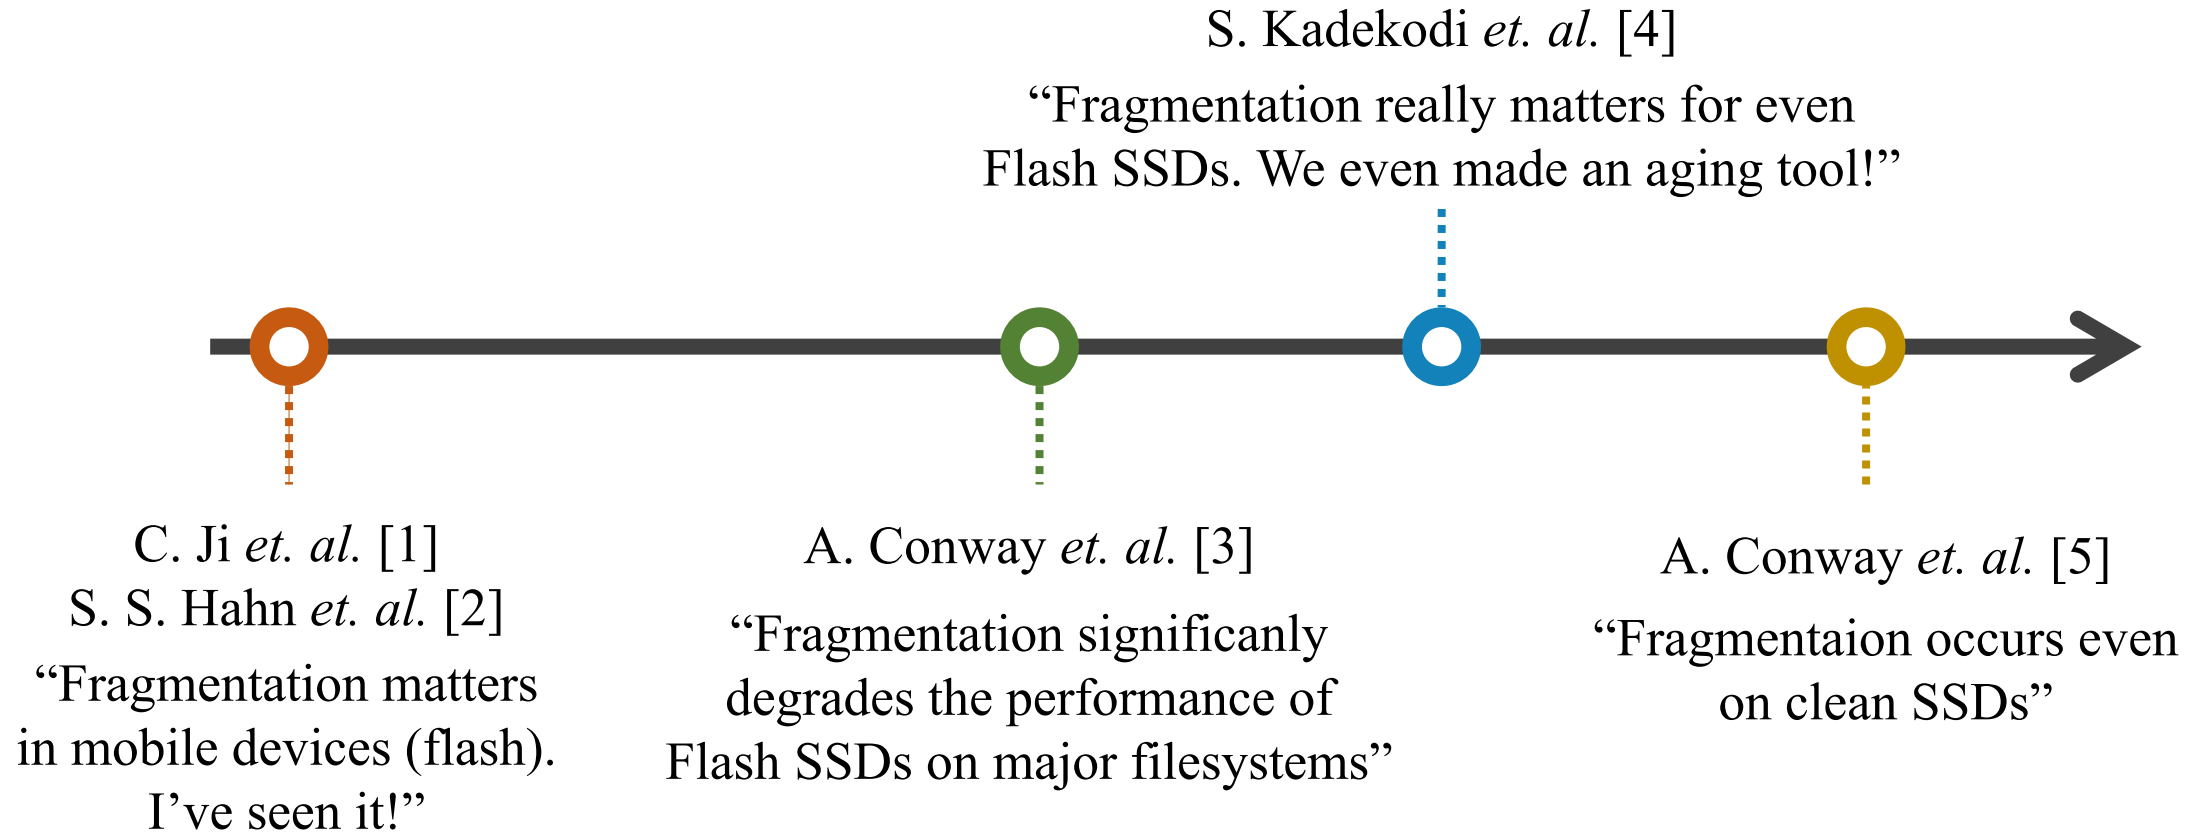 S. Kadekodi et. al. [4]
“Fragmentation really matters for even
Flash SSDs. We even made an aging tool!”
C. Ji et. al. [1]
S. S. Hahn et. al. [2]
“Fragmentation matters
in mobile devices (flash).
I’ve seen it!”
A. Conway et. al. [3]
“Fragmentation significanly
degrades the performance of
Flash SSDs on major filesystems”
A. Conway et. al. [5]
“Fragmentaion occurs even
on clean SSDs”